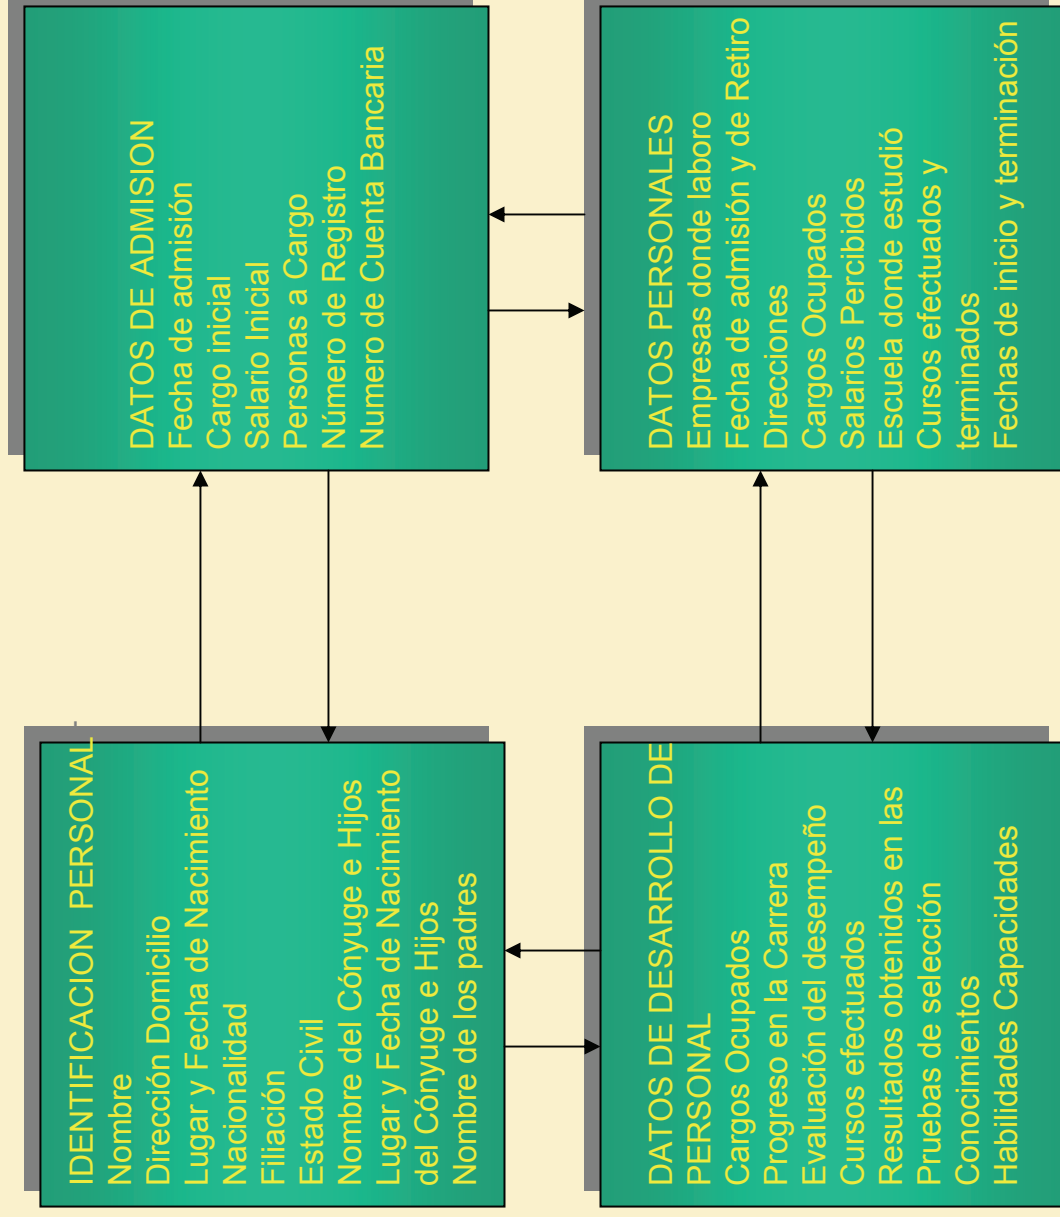 IDENTIFICACION PERSONAL
Nombre
Dirección Domicilio
Lugar y Fecha de Nacimiento
Nacionalidad
Filiación
Estado Civil
Nombre del Cónyuge e Hijos
Lugar y Fecha de Nacimiento
del Cónyuge e Hijos
Nombre de los padres
DATOS DE ADMISION
Fecha de admisión
Cargo inicial
Salario Inicial
Personas a Cargo
Número de Registro
Numero de Cuenta Bancaria
DATOS DE DESARROLLO DE
PERSONAL
Cargos Ocupados
Progreso en la Carrera
Evaluación del desempeño
Cursos efectuados
Resultados obtenidos en las
Pruebas de selección
Conocimientos
Habilidades Capacidades
DATOS PERSONALES
Empresas donde laboro
Fecha de admisión y de Retiro
Direcciones
Cargos Ocupados
Salarios Percibidos
Escuela donde estudió
Cursos efectuados y
terminados
Fechas de inicio y terminación